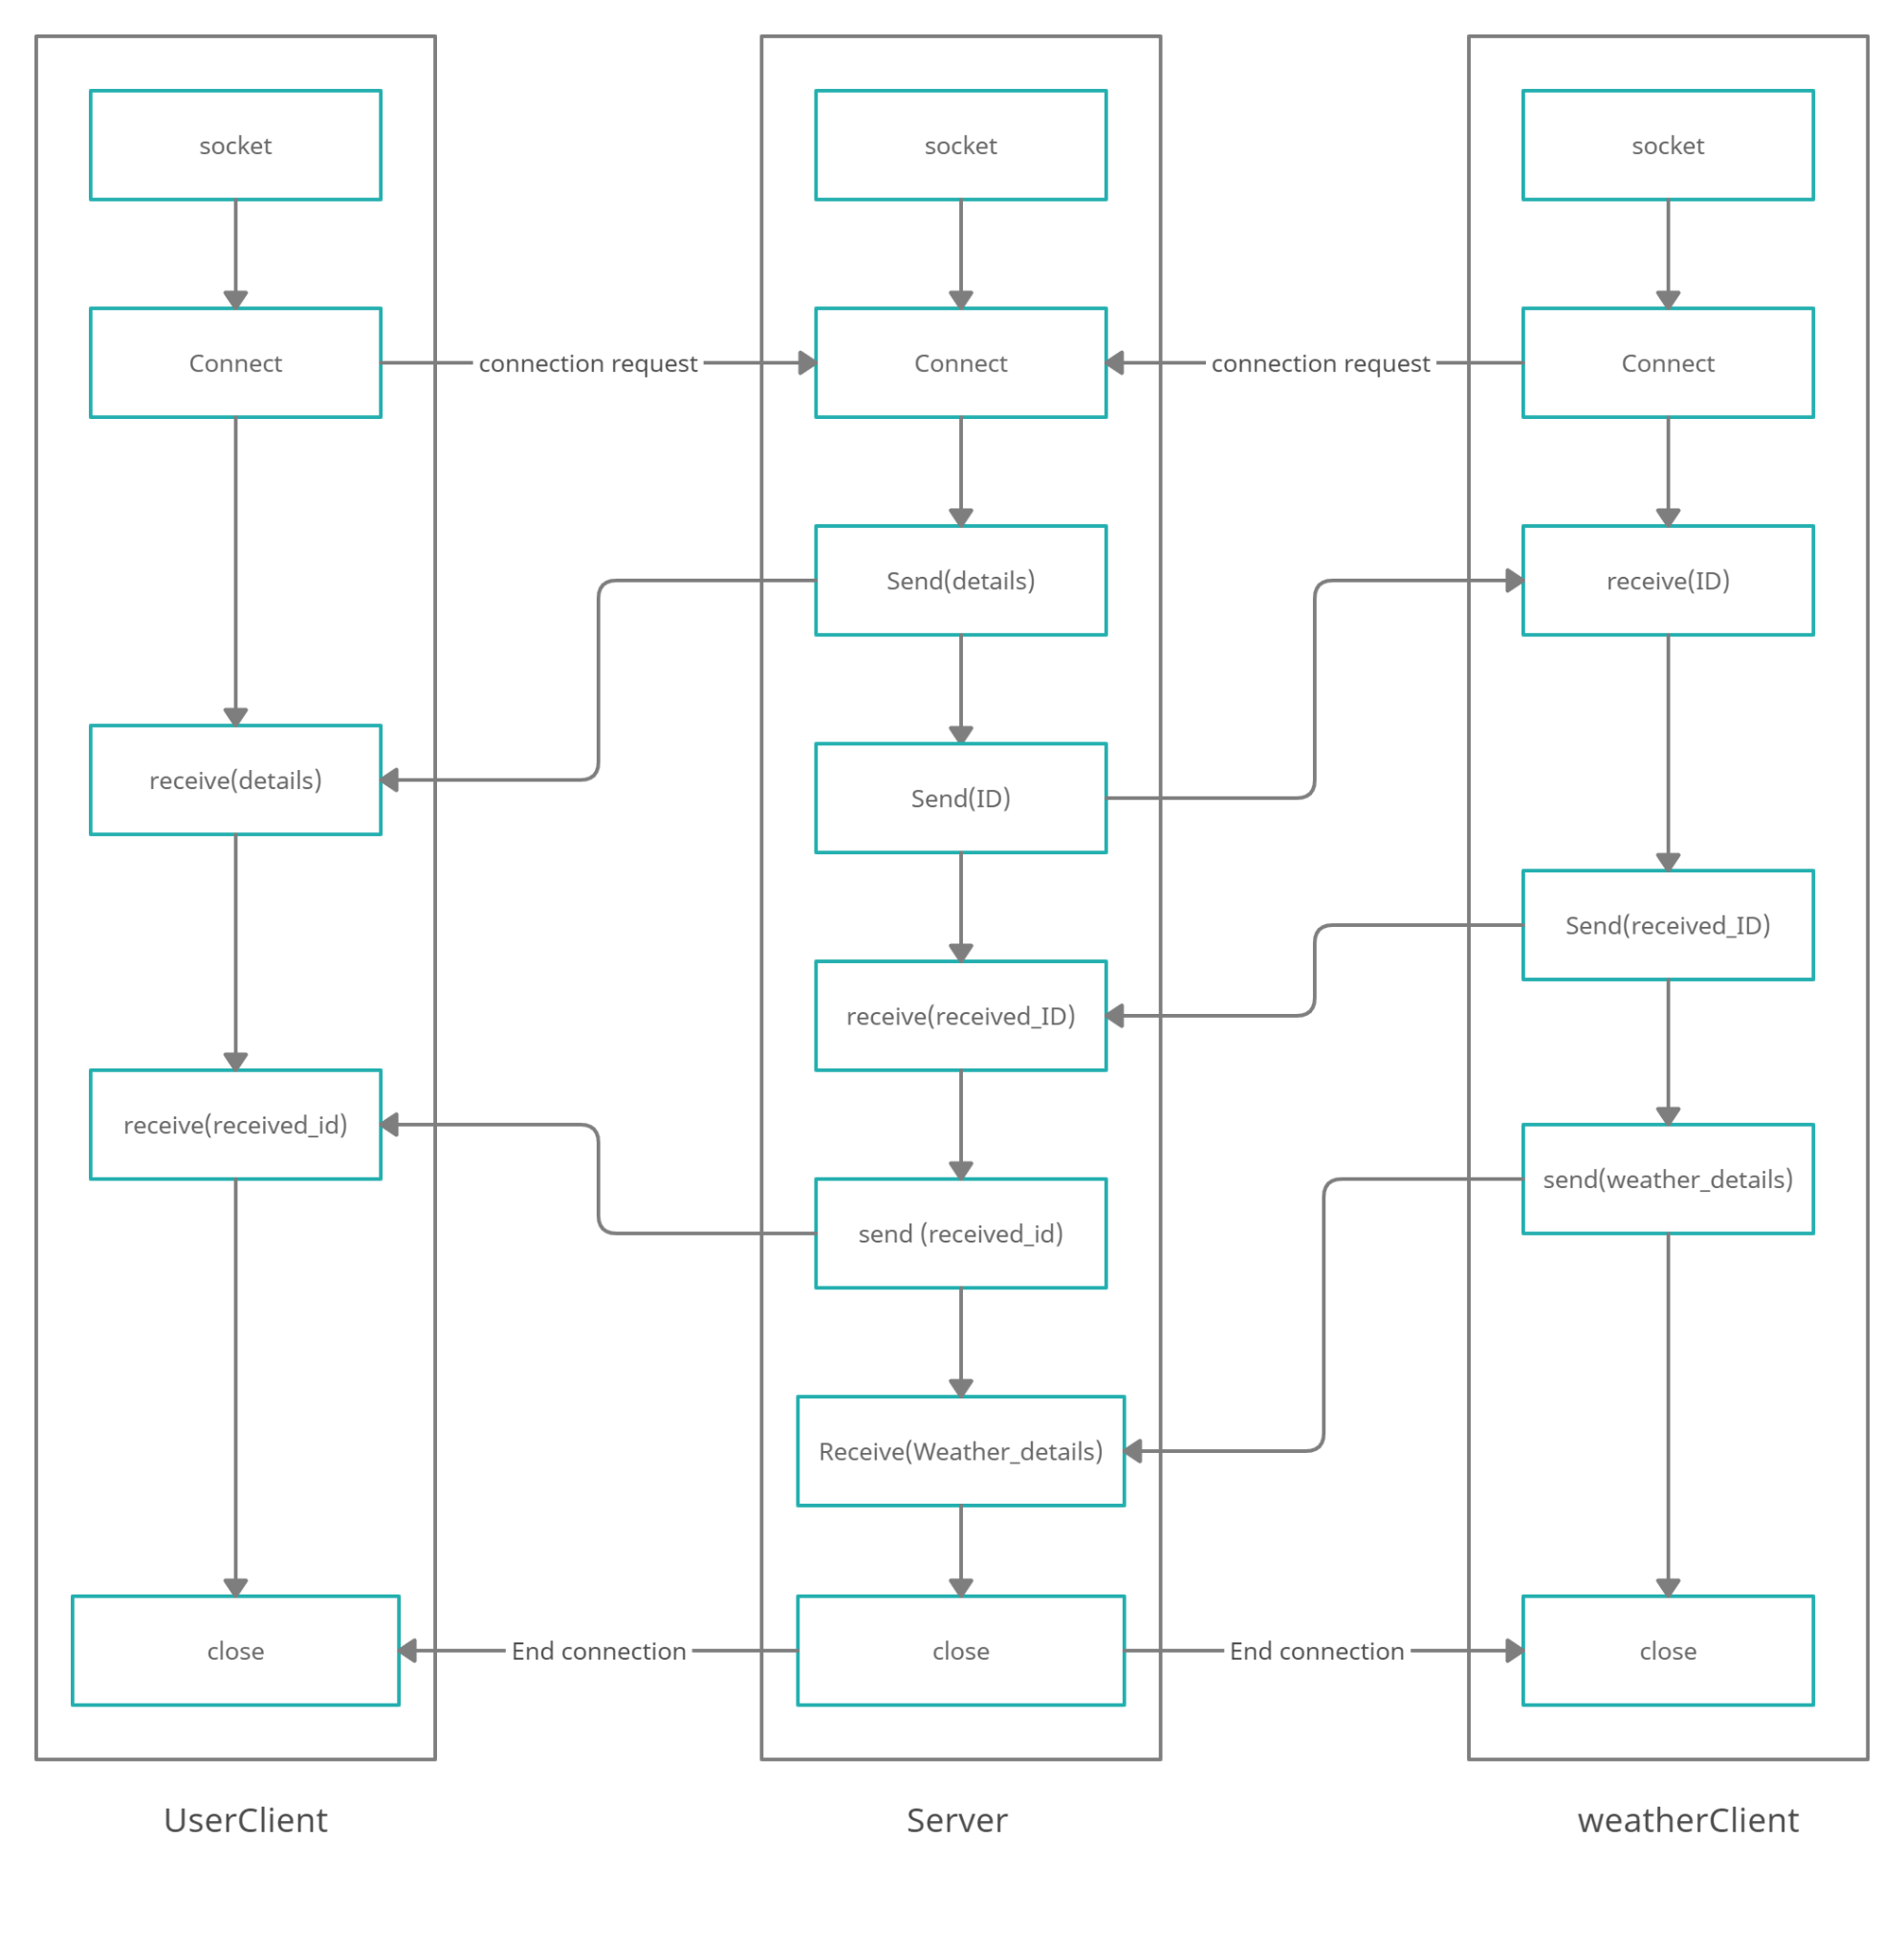 socket
socket
socket
Connect
connection request
Connect
connection request
Connect
Send(details)
receive(ID)
receive(details)
Send(ID)
Send(received_ID)
receive(received_ID)
receive(received_id)
send(weather_details)
send (received_id)
Receive(Weather_details)
close
End connection
close
End connection
close
UserClient
Server
weatherClient